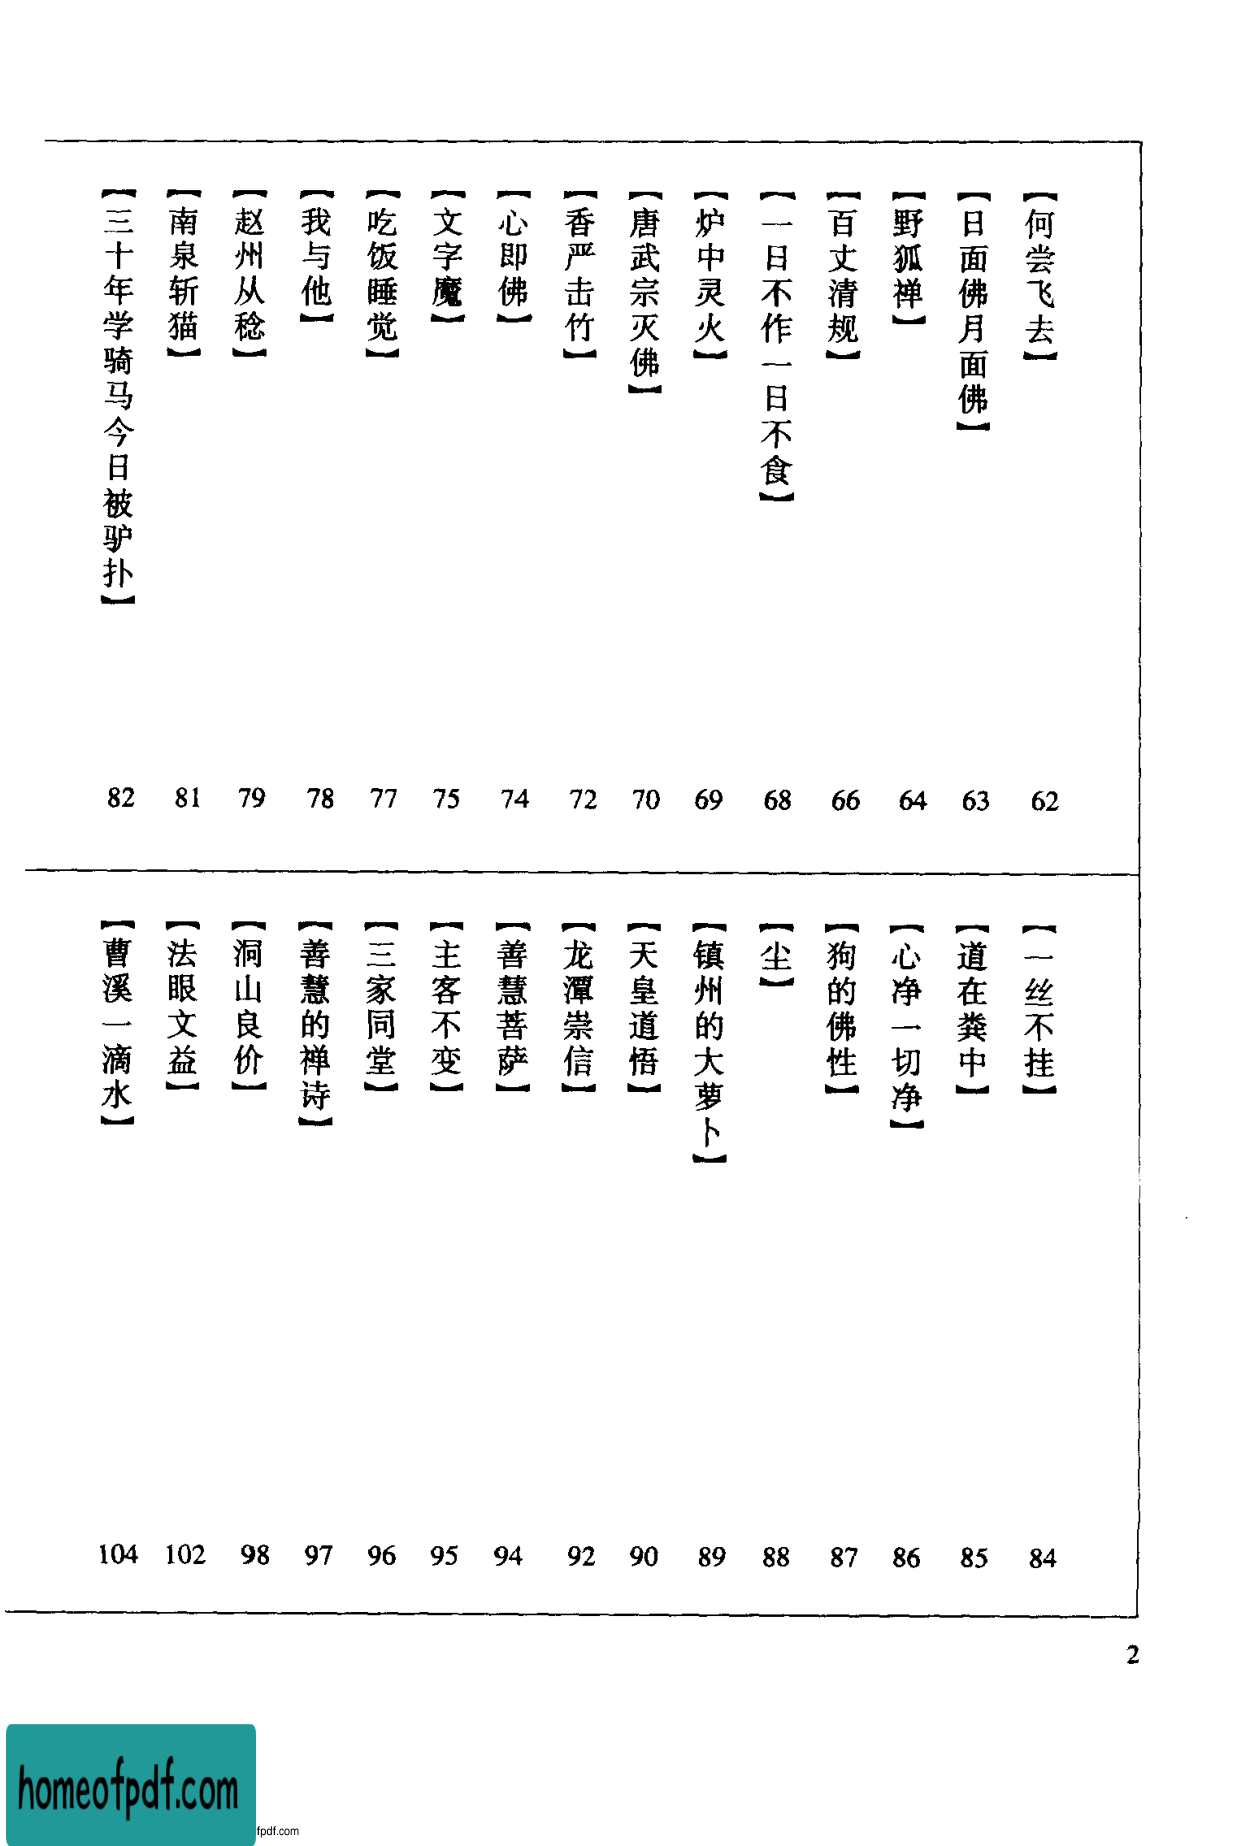 【何尝飞去】 62
【日面佛月面佛】 63
【野狐禅】 64
【百丈清规】 66
【一日不作一日不食】 68
【炉中灵火】 69
【唐武宗灭佛】 70
【香严击竹】 72
【心即佛】 74
【文字魔】 75
【吃饭睡觉】 77
【我与他】 78
【赵州从稔】 79
【南泉斩猫】 81
【三十年学骑马今日被驴扑】 82
【一丝不挂】 84
【道在粪中】 85
【心净一切净】 86
【狗的佛性】 87
【尘】 88
【镇州的大萝卜】 89
【天皇道悟】 90
【龙潭崇信】 92
【善慧菩萨】 94
【主客不变】 95
【三家同堂】 96
【善慧的禅诗】 97
【洞山良价】 98
【法眼文益】 102
【曹溪一滴水】 104
2
homeofpdf.com
fpdf.com